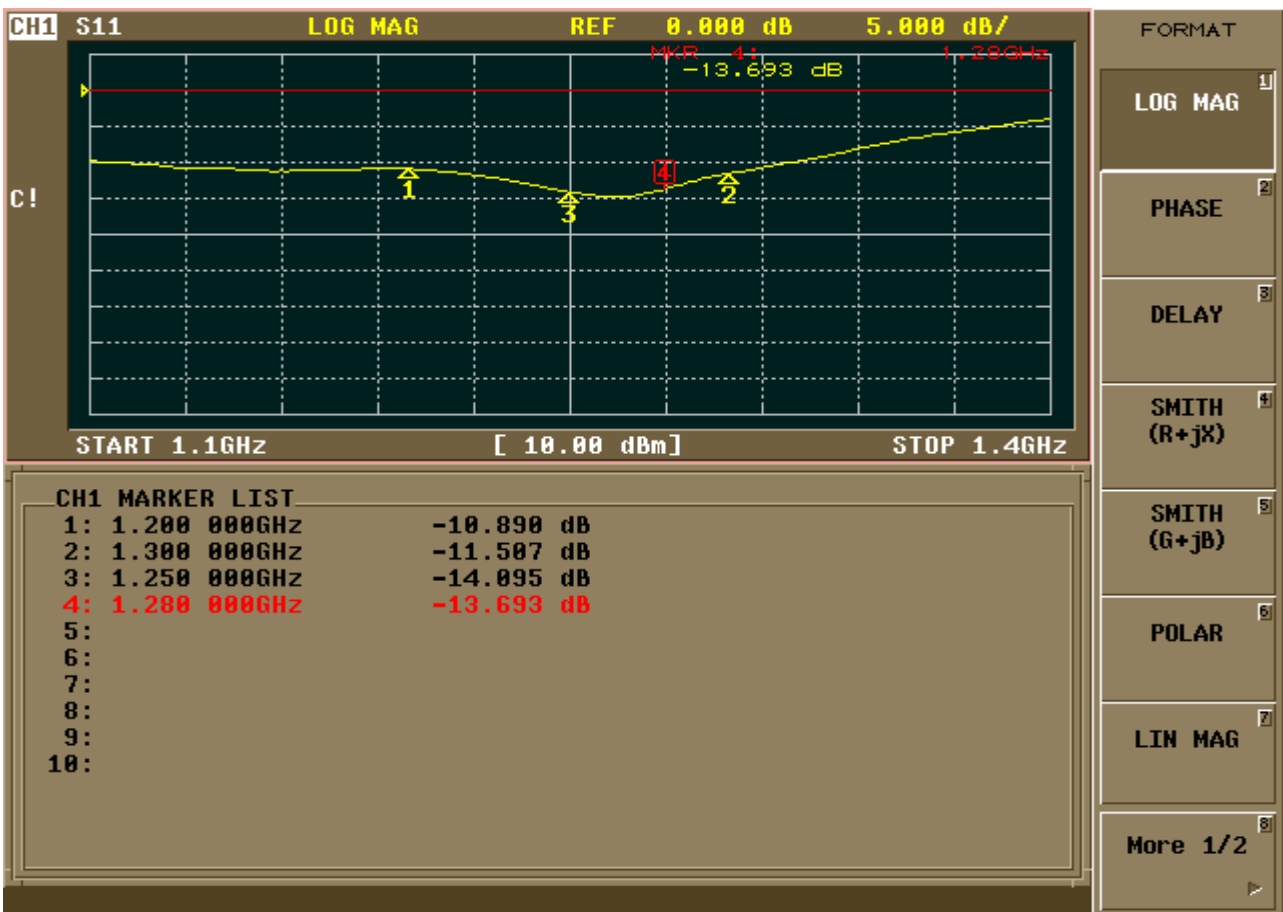 CH1 S11 LOG MAG REF 0.000 dB 5.000 dB/
MKR 4: 1.28GHz
-13.693 dB
C!
1
3
4
2
START 1.1GHz [ 10.00 dBm] STOP 1.4GHz
CH1 MARKER LIST
1: 1.200 000GHz -10.890 dB
2: 1.300 000GHz -11.507 dB
3: 1.250 000GHz -14.095 dB
4: 1.280 000GHz -13.693 dB
5:
6:
7:
8:
9:
10:
FORMAT
1
LOG MAG
2
PHASE
3
DELAY
4
SMITH
(R+jX)
5
SMITH
(G+jB)
6
POLAR
7
LIN MAG
8
More 1/2